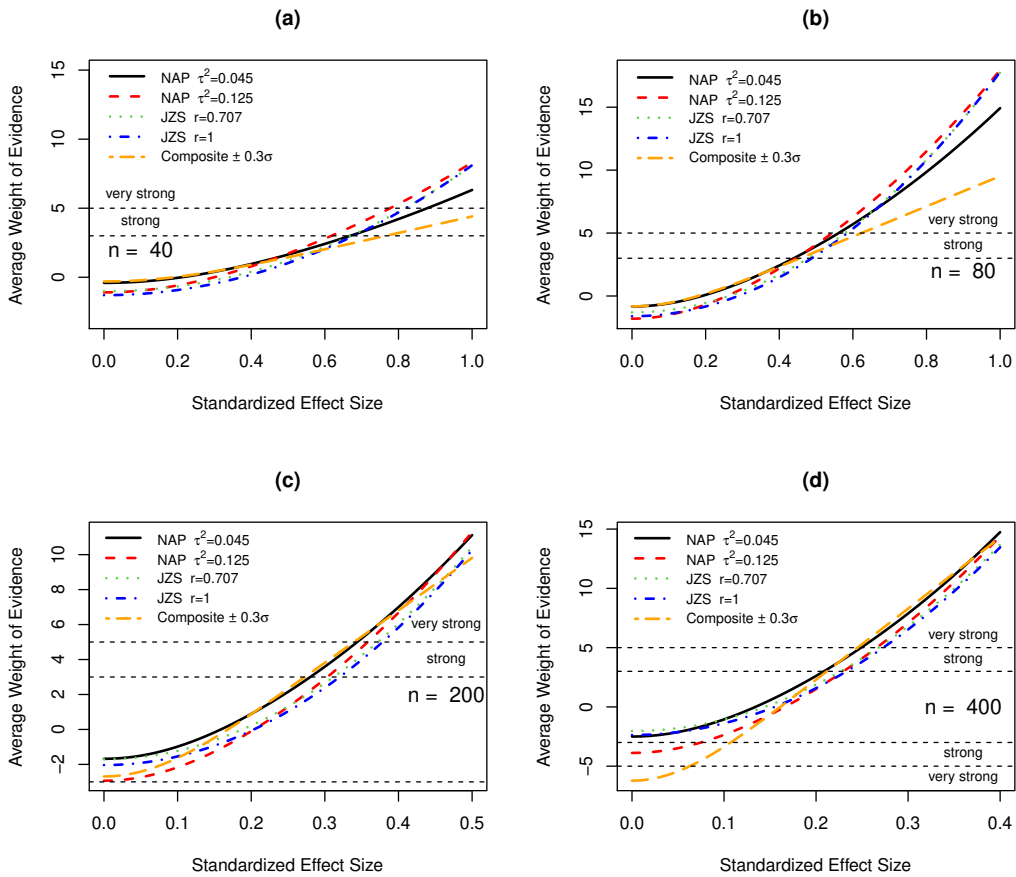 (a)
Average Weight of Evidence
15
10
5
0
NAP τ²=0.045
NAP τ²=0.125
JZS r=0.707
JZS r=1
Composite ± 0.3σ
very strong
strong
n = 40
0.0 0.2 0.4 0.6 0.8 1.0
Standardized Effect Size
(b)
Average Weight of Evidence
15
10
5
0
NAP τ²=0.045
NAP τ²=0.125
JZS r=0.707
JZS r=1
Composite ± 0.3σ
very strong
strong
n = 80
0.0 0.2 0.4 0.6 0.8 1.0
Standardized Effect Size
(c)
Average Weight of Evidence
10
8
6
4
2
0
−2
NAP τ²=0.045
NAP τ²=0.125
JZS r=0.707
JZS r=1
Composite ± 0.3σ
very strong
strong
n = 200
0.0 0.1 0.2 0.3 0.4 0.5
Standardized Effect Size
(d)
Average Weight of Evidence
15
10
5
0
−5
NAP τ²=0.045
NAP τ²=0.125
JZS r=0.707
JZS r=1
Composite ± 0.3σ
very strong
strong
n = 400
strong
very strong
0.0 0.1 0.2 0.3 0.4
Standardized Effect Size